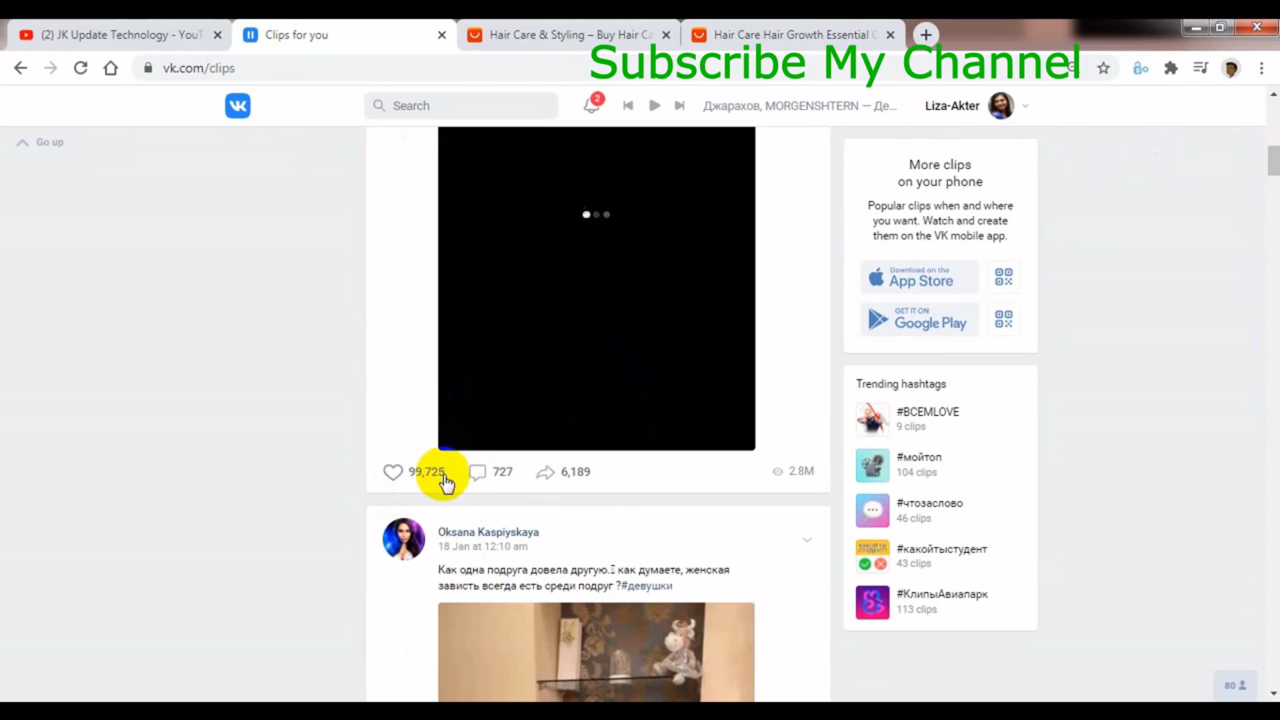 (2) JK Update Technology - YouT
Clips for you
Hair Care & Styling – Buy Hair Ca
Hair Care Hair Growth Essential C
Subscribe My Channel
vk.com/clips
Search
2
Джарахов, MORGENSHTERN — Де...
Liza-Akter
Go up
More clips
on your phone
Popular clips when and where
you want. Watch and create
them on the VK mobile app.
Download on the
App Store
GET IT ON
Google Play
Trending hashtags
#ВСЕМLOVE
9 clips
#мойтоп
104 clips
#чтозаслово
46 clips
#какойтыстудент
43 clips
#КлипыАвиапарк
113 clips
99,725
727
6,189
2.8M
Oksana Kaspiyskaya
18 Jan at 12:10 am
Как одна подруга довела другую. как думаете, женская
зависть всегда есть среди подруг ?#девушки
80